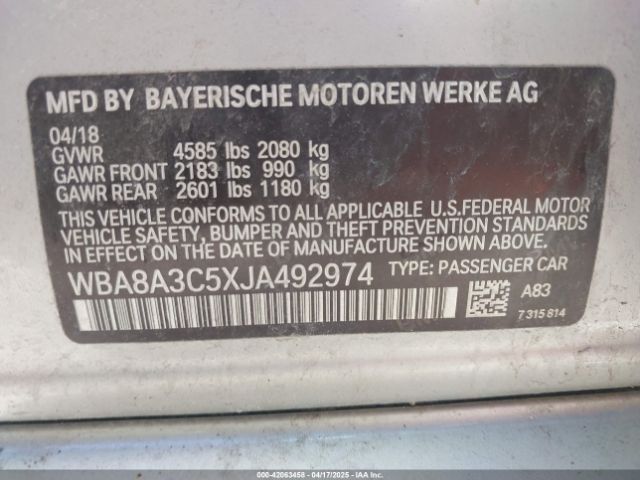 MFD BY BAYERISCHE MOTOREN WERKE AG
04/18
GVWR 4585 lbs 2080 kg
GAWR FRONT 2183 lbs 990 kg
GAWR REAR 2601 lbs 1180 kg
THIS VEHICLE CONFORMS TO ALL APPLICABLE U.S.FEDERAL MOTOR
VEHICLE SAFETY, BUMPER AND THEFT PREVENTION STANDARDS
IN EFFECT ON THE DATE OF MANUFACTURE SHOWN ABOVE.
WBA8A3C5XJA492974 TYPE: PASSENGER CAR
A83
7 315 814
000-42063458 - 04/17/2025 - IAAI.COM